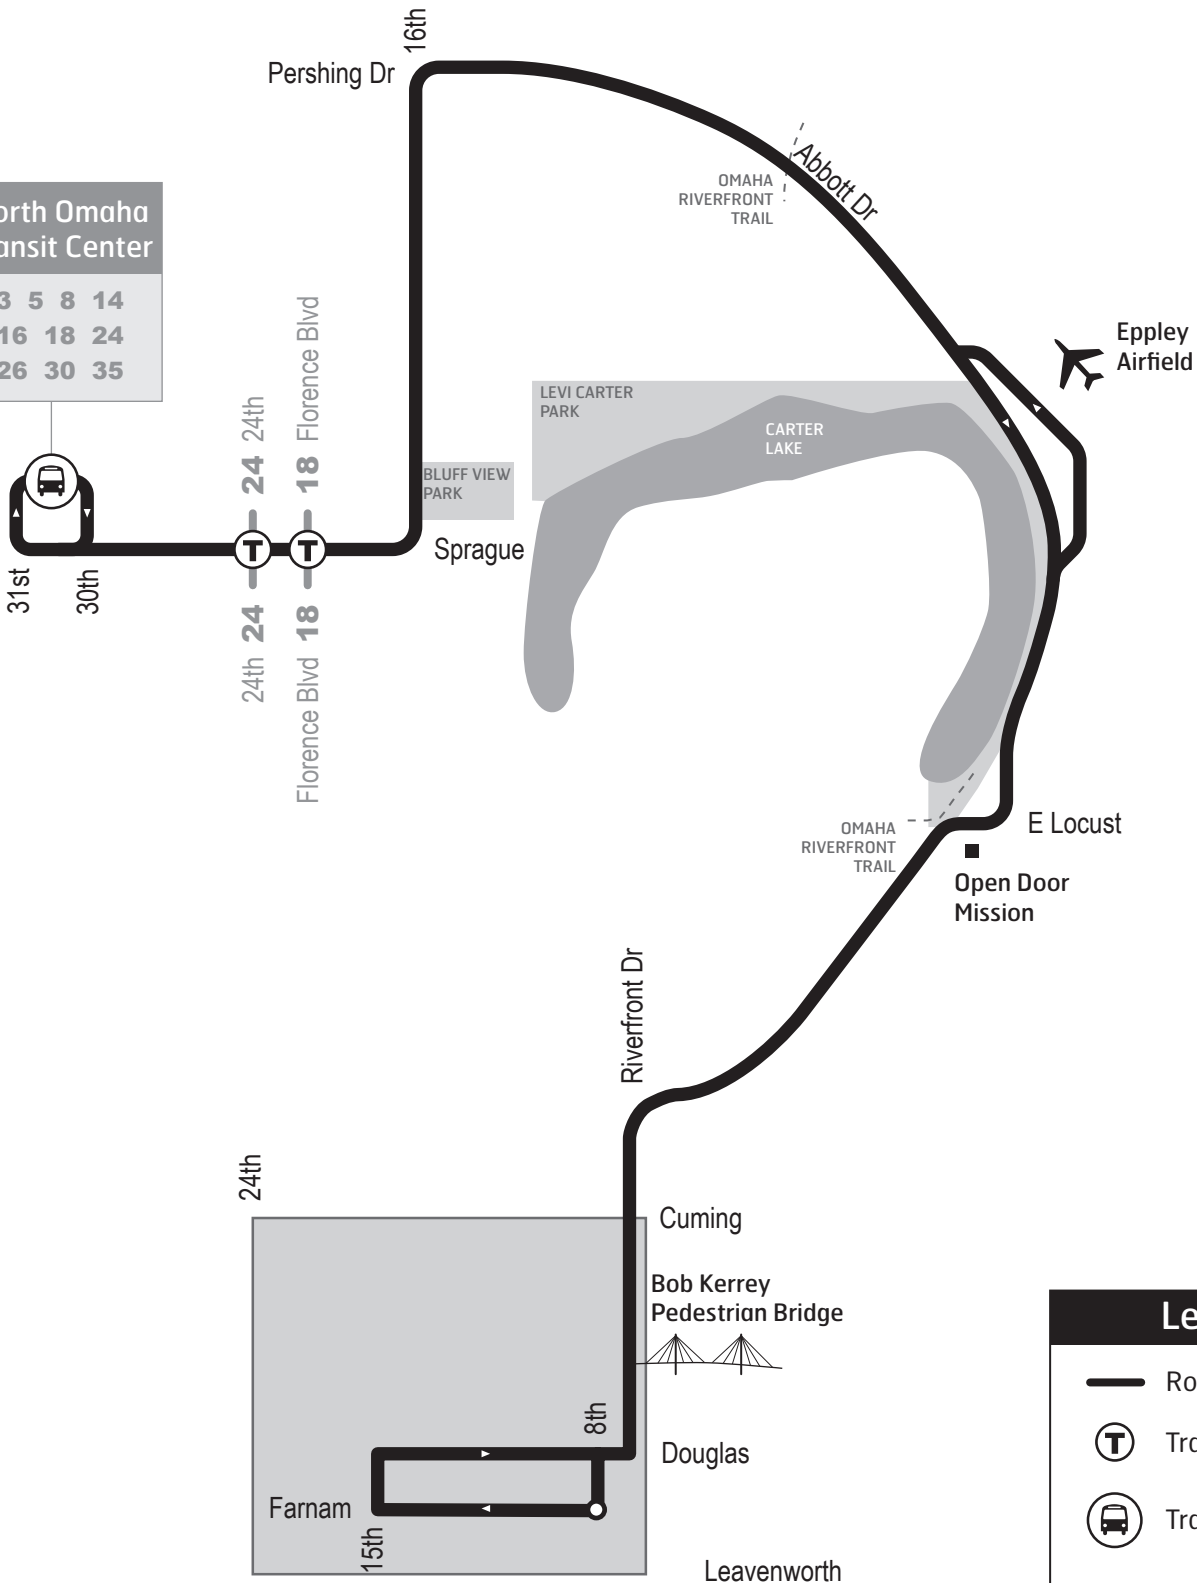 16th
Pershing Dr
Abbott Dr
OMAHA
RIVERFRONT
TRAIL
orth Omaha
ansit Center
3 5 8 14
16 18 24
26 30 35
Eppley
Airfield
24 24th
18 Florence Blvd
LEVI CARTER
PARK
CARTER
LAKE
BLUFF VIEW
PARK
Sprague
31st
30th
24th 24
Florence Blvd 18
T
T
E Locust
OMAHA
RIVERFRONT
TRAIL
Open Door
Mission
Riverfront Dr
24th
Cuming
Bob Kerrey
Pedestrian Bridge
8th
Douglas
Farnam
15th
Leavenworth
Le
Ro
T
Tra
Tra